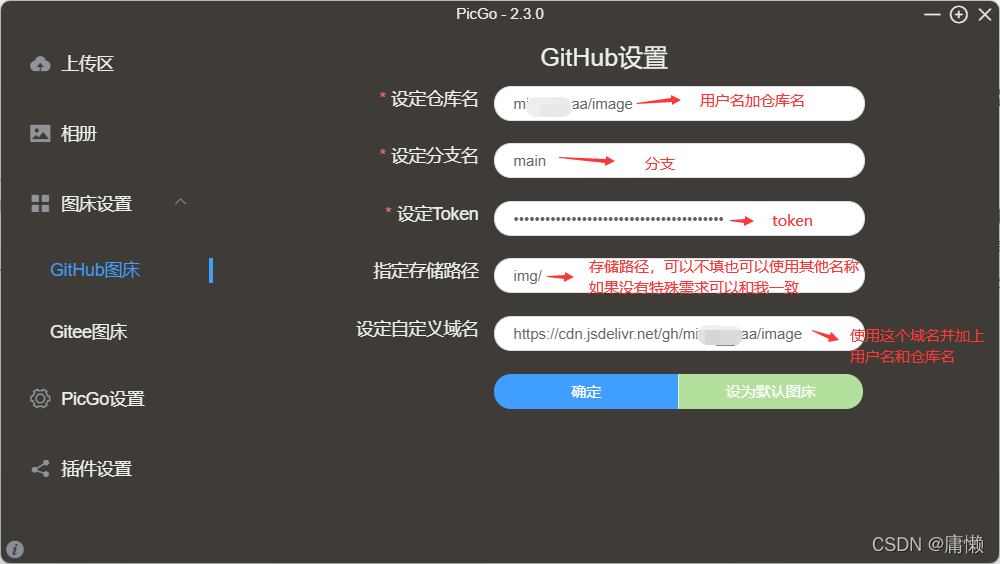 PicGo - 2.3.0
上传区
相册
图床设置
GitHub图床
Gitee图床
PicGo设置
插件设置
GitHub设置
* 设定仓库名
mi aa/image
用户名加仓库名
* 设定分支名
main
分支
* 设定Token
token
指定存储路径
img/
存储路径，可以不填也可以使用其他名称
如果没有特殊需求可以和我一致
设定自定义域名
https://cdn.jsdelivr.net/gh/mi aa/image
使用这个域名并加上
用户名和仓库名
确定
设为默认图床
CSDN @庸懒